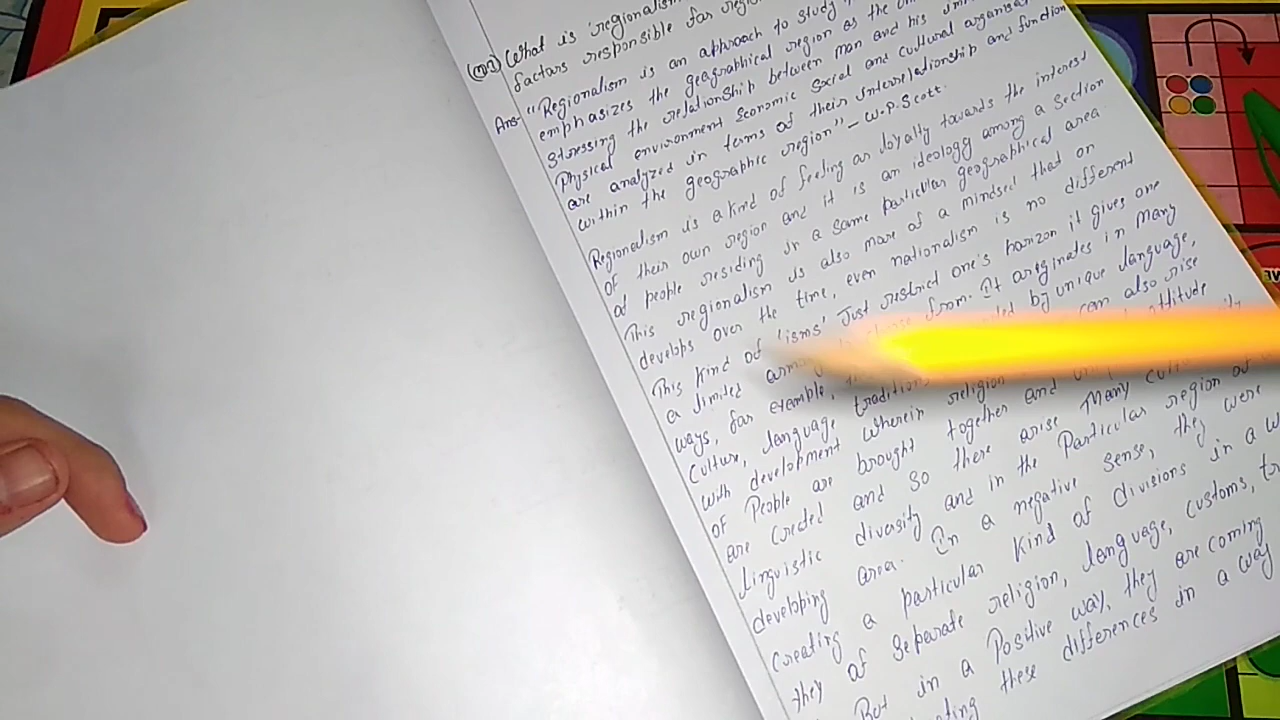 What is regionalism
factors responsible for
Ans- "Regionalism is an approach to study
emphasizes the geagraphical region as the
stressing the relationship between man and his
Physical environment Economic Social and cultural
are analyzed in terms of their interrelationship and function
within the geographic region" - W.P. Scott.
Regionalism is a kind of feeling or loyalty towards the interest
of their own region and it is an ideology among a Section
of people residing in a same particular geographical area
This regionalism is also more of a mindset that on
develops over the time, even nationalism is no different
This kind of 'isms' Just restrict one's horizon it gives one
a limited from. It originates in many
ways, for by unique language,
Culture, language can also rise
with development wherein religion attitude
of People are brought together and
are created and so there arise Many
linguistic diversity and in the Particular region of
developing area. In a negative sense, they were
creating a particular kind of divisions in a
they of Separate religion, language, customs,
But in a Positive way, they are coming
these differences in a way